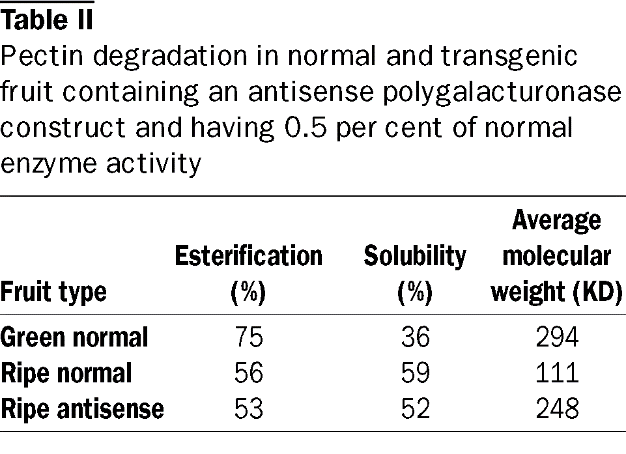 Table II
Pectin degradation in normal and transgenic
fruit containing an antisense polygalacturonase
construct and having 0.5 per cent of normal
enzyme activity
Average
Esterification Solubility molecular
Fruit type (%) (%) weight (KD)
Green normal 75 36 294
Ripe normal 56 59 111
Ripe antisense 53 52 248